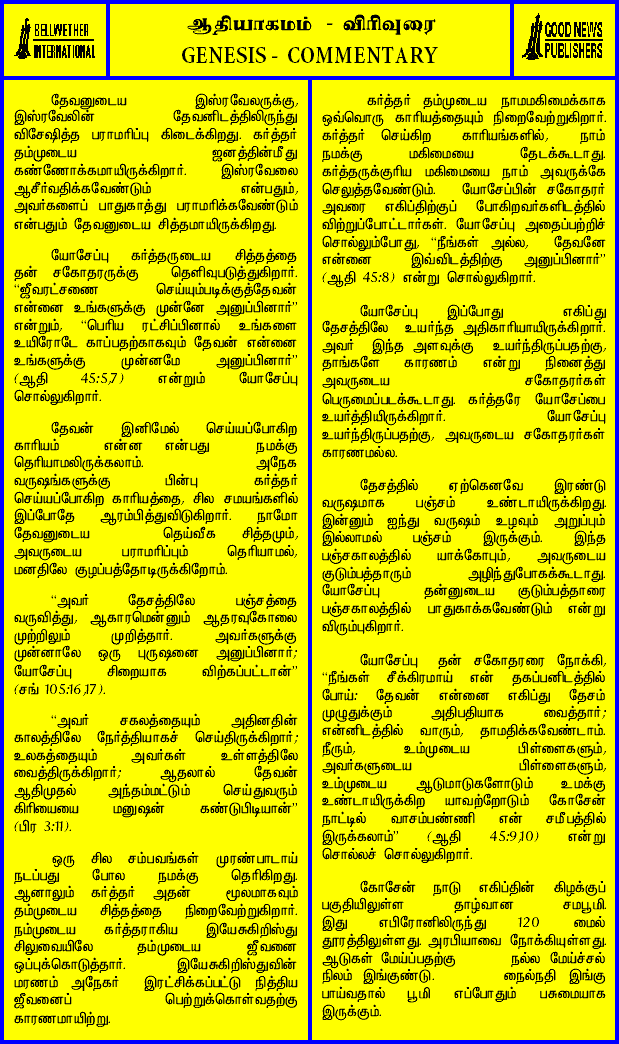 BELLWETHER
INTERNATIONAL
ஆதியாகமம் - விரிவுரை
GENESIS - COMMENTARY
GOOD NEWS
PUBLISHERS
தேவனுடைய இஸ்ரவேலருக்கு,
இஸ்ரவேலின் தேவனிடத்திலிருந்து
விசேஷித்த பராமரிப்பு கிடைக்கிறது. கர்த்தர்
தம்முடைய ஜனத்தின்மீது
கண்ணோக்கமாயிருக்கிறார். இஸ்ரவேலை
ஆசீர்வதிக்கவேண்டும் என்பதும்,
அவர்களைப் பாதுகாத்து பராமரிக்கவேண்டும்
என்பதும் தேவனுடைய சித்தமாயிருக்கிறது.
யோசேப்பு கர்த்தருடைய சித்தத்தை
தன் சகோதரருக்கு தெளிவுபடுத்துகிறார்.
“ஜீவரட்சணை செய்யும்படிக்குத்தேவன்
என்னை உங்களுக்கு முன்னே அனுப்பினார்”
என்றும், “பெரிய ரட்சிப்பினால் உங்களை
உயிரோடே காப்பதற்காகவும் தேவன் என்னை
உங்களுக்கு முன்னமே அனுப்பினார்”
(ஆதி 45:5,7) என்றும் யோசேப்பு
சொல்லுகிறார்.
தேவன் இனிமேல் செய்யப்போகிற
காரியம் என்ன என்பது நமக்கு
தெரியாமலிருக்கலாம். அநேக
வருஷங்களுக்கு பின்பு கர்த்தர்
செய்யப்போகிற காரியத்தை, சில சமயங்களில்
இப்போதே ஆரம்பித்துவிடுகிறார். நாமோ
தேவனுடைய தெய்வீக சித்தமும்,
அவருடைய பராமரிப்பும் தெரியாமல்,
மனதிலே குழப்பத்தோடிருக்கிறோம்.
“அவர் தேசத்திலே பஞ்சத்தை
வருவித்து, ஆகாரமென்னும் ஆதரவுகோலை
முற்றிலும் முறித்தார். அவர்களுக்கு
முன்னாலே ஒரு புருஷனை அனுப்பினார்;
யோசேப்பு சிறையாக விற்கப்பட்டான்”
(சங் 105:16,17).
“அவர் சகலத்தையும் அதினதின்
காலத்திலே நேர்த்தியாகச் செய்திருக்கிறார்;
உலகத்தையும் அவர்கள் உள்ளத்திலே
வைத்திருக்கிறார்; ஆதலால் தேவன்
ஆதிமுதல் அந்தம்மட்டும் செய்துவரும்
கிரியையை மனுஷன் கண்டுபிடியான்”
(பிர 3:11).
ஒரு சில சம்பவங்கள் முரண்பாடாய்
நடப்பது போல நமக்கு தெரிகிறது.
ஆனாலும் கர்த்தர் அதன் மூலமாகவும்
தம்முடைய சித்தத்தை நிறைவேற்றுகிறார்.
நம்முடைய கர்த்தராகிய இயேசுகிறிஸ்து
சிலுவையிலே தம்முடைய ஜீவனை
ஒப்புக்கொடுத்தார். இயேசுகிறிஸ்துவின்
மரணம் அநேகர் இரட்சிக்கப்பட்டு நித்திய
ஜீவனைப் பெற்றுக்கொள்வதற்கு
காரணமாயிற்று.
கர்த்தர் தம்முடைய நாமமகிமைக்காக
ஒவ்வொரு காரியத்தையும் நிறைவேற்றுகிறார்.
கர்த்தர் செய்கிற காரியங்களில், நாம்
நமக்கு மகிமையை தேடக்கூடாது.
கர்த்தருக்குரிய மகிமையை நாம் அவருக்கே
செலுத்தவேண்டும். யோசேப்பின் சகோதரர்
அவரை எகிப்திற்குப் போகிறவர்களிடத்தில்
விற்றுப்போட்டார்கள். யோசேப்பு அதைப்பற்றிச்
சொல்லும்போது, “நீங்கள் அல்ல, தேவனே
என்னை இவ்விடத்திற்கு அனுப்பினார்”
(ஆதி 45:8) என்று சொல்லுகிறார்.
யோசேப்பு இப்போது எகிப்து
தேசத்திலே உயர்ந்த அதிகாரியாயிருக்கிறார்.
அவர் இந்த அளவுக்கு உயர்ந்திருப்பதற்கு,
தாங்களே காரணம் என்று நினைத்து
அவருடைய சகோதரர்கள்
பெருமைப்படக்கூடாது. கர்த்தரே யோசேப்பை
உயர்த்தியிருக்கிறார். யோசேப்பு
உயர்ந்திருப்பதற்கு, அவருடைய சகோதரர்கள்
காரணமல்ல.
தேசத்தில் ஏற்கெனவே இரண்டு
வருஷமாக பஞ்சம் உண்டாயிருக்கிறது.
இன்னும் ஐந்து வருஷம் உழவும் அறுப்பும்
இல்லாமல் பஞ்சம் இருக்கும். இந்த
பஞ்சகாலத்தில் யாக்கோபும், அவருடைய
குடும்பத்தாரும் அழிந்துபோகக்கூடாது.
யோசேப்பு தன்னுடைய குடும்பத்தாரை
பஞ்சகாலத்தில் பாதுகாக்கவேண்டும் என்று
விரும்புகிறார்.
யோசேப்பு தன் சகோதரரை நோக்கி,
“நீங்கள் சீக்கிரமாய் என் தகப்பனிடத்தில்
போய்: தேவன் என்னை எகிப்து தேசம்
முழுதுக்கும் அதிபதியாக வைத்தார்;
என்னிடத்தில் வாரும், தாமதிக்கவேண்டாம்.
நீரும், உம்முடைய பிள்ளைகளும்,
அவர்களுடைய பிள்ளைகளும்,
உம்முடைய ஆடுமாடுகளோடும் உமக்கு
உண்டாயிருக்கிற யாவற்றோடும் கோசேன்
நாட்டில் வாசம்பண்ணி என் சமீபத்தில்
இருக்கலாம்” (ஆதி 45:9,10) என்று
சொல்லச் சொல்லுகிறார்.
கோசேன் நாடு எகிப்தின் கிழக்குப்
பகுதியிலுள்ள தாழ்வான சமபூமி.
இது எபிரோனிலிருந்து 120 மைல்
தூரத்திலுள்ளது. அரபியாவை நோக்கியுள்ளது.
ஆடுகள் மேய்ப்பதற்கு நல்ல மேய்ச்சல்
நிலம் இங்குண்டு. நைல்நதி இங்கு
பாய்வதால் பூமி எப்போதும் பசுமையாக
இருக்கும்.